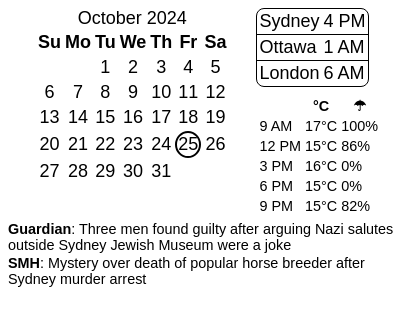 October 2024
Su Mo Tu We Th Fr Sa
1 2 3 4 5
6 7 8 9 10 11 12
13 14 15 16 17 18 19
20 21 22 23 24 25 26
27 28 29 30 31
Sydney 4 PM
Ottawa 1 AM
London 6 AM
°C ☂
9 AM 17°C 100%
12 PM 15°C 86%
3 PM 16°C 0%
6 PM 15°C 0%
9 PM 15°C 82%
Guardian: Three men found guilty after arguing Nazi salutes
outside Sydney Jewish Museum were a joke
SMH: Mystery over death of popular horse breeder after
Sydney murder arrest